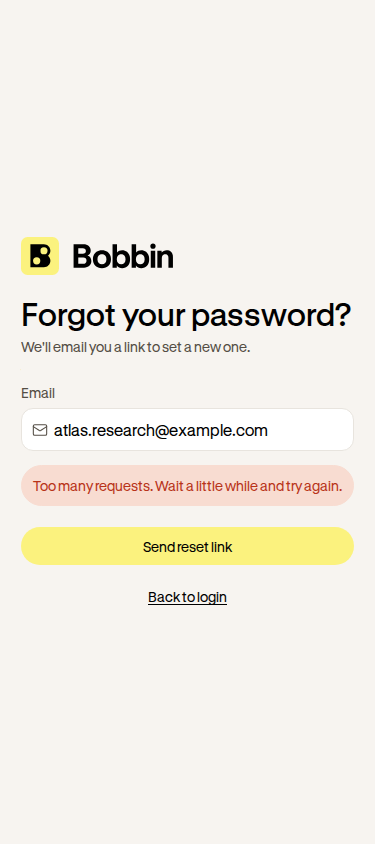 Bobbin
Forgot your password?
We'll email you a link to set a new one.
Email
atlas.research@example.com
Too many requests. Wait a little while and try again.
Send reset link
Back to login